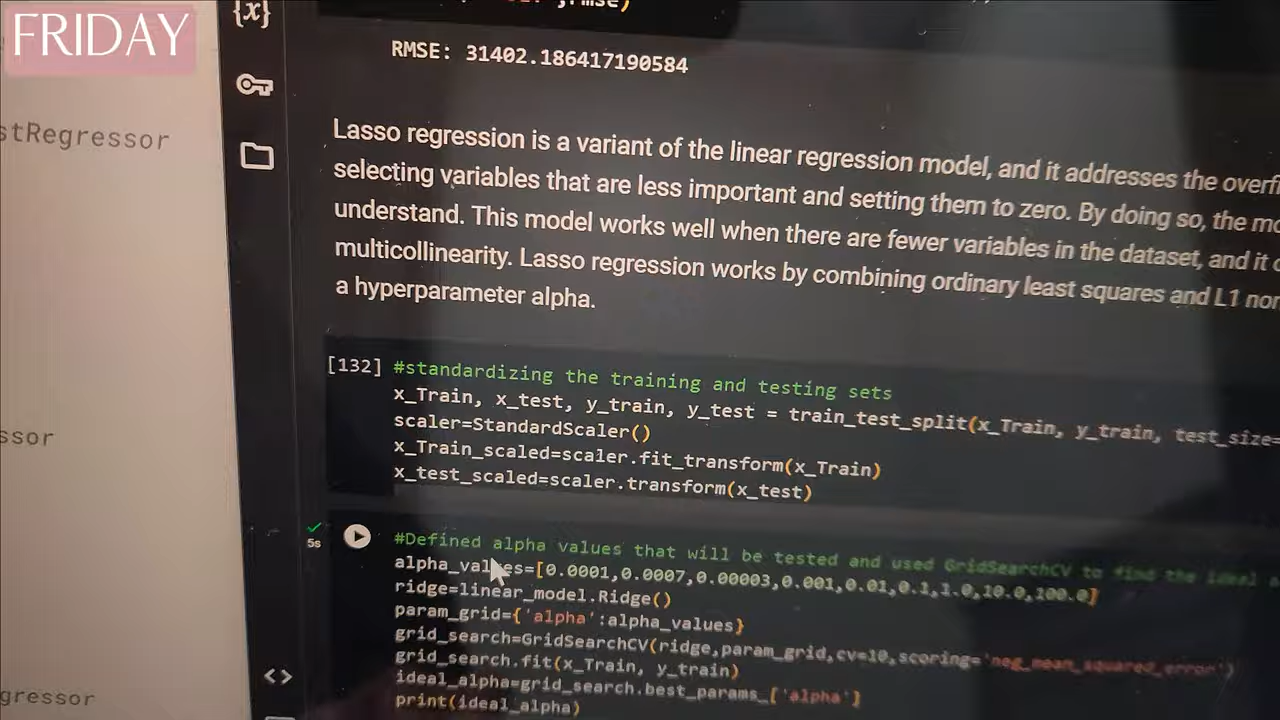 FRIDAY
{x}
;rmse)
RMSE: 31402.186417190584
stRegressor
Lasso regression is a variant of the linear regression model, and it addresses the overfi
selecting variables that are less important and setting them to zero. By doing so, the mo
understand. This model works well when there are fewer variables in the dataset, and it c
multicollinearity. Lasso regression works by combining ordinary least squares and L1 nor
a hyperparameter alpha.
[132] #standardizing the training and testing sets
x_Train, x_test, y_train, y_test = train_test_split(x_Train, y_train, test_size=
scaler=StandardScaler()
x_Train_scaled=scaler.fit_transform(x_Train)
x_test_scaled=scaler.transform(x_test)
ssor
5s
#Defined alpha values that will be tested and used GridSearchCV to find the ideal a
alpha_values=[0.0001,0.0007,0.00003,0.001,0.01,0.1,1.0,10.0,100.0]
ridge=linear_model.Ridge()
param_grid={'alpha':alpha_values}
grid_search=GridSearchCV(ridge,param_grid,cv=10,scoring='neg_mean_squared_error')
grid_search.fit(x_Train, y_train)
ideal_alpha=grid_search.best_params_['alpha']
print(ideal_alpha)
<>
gressor